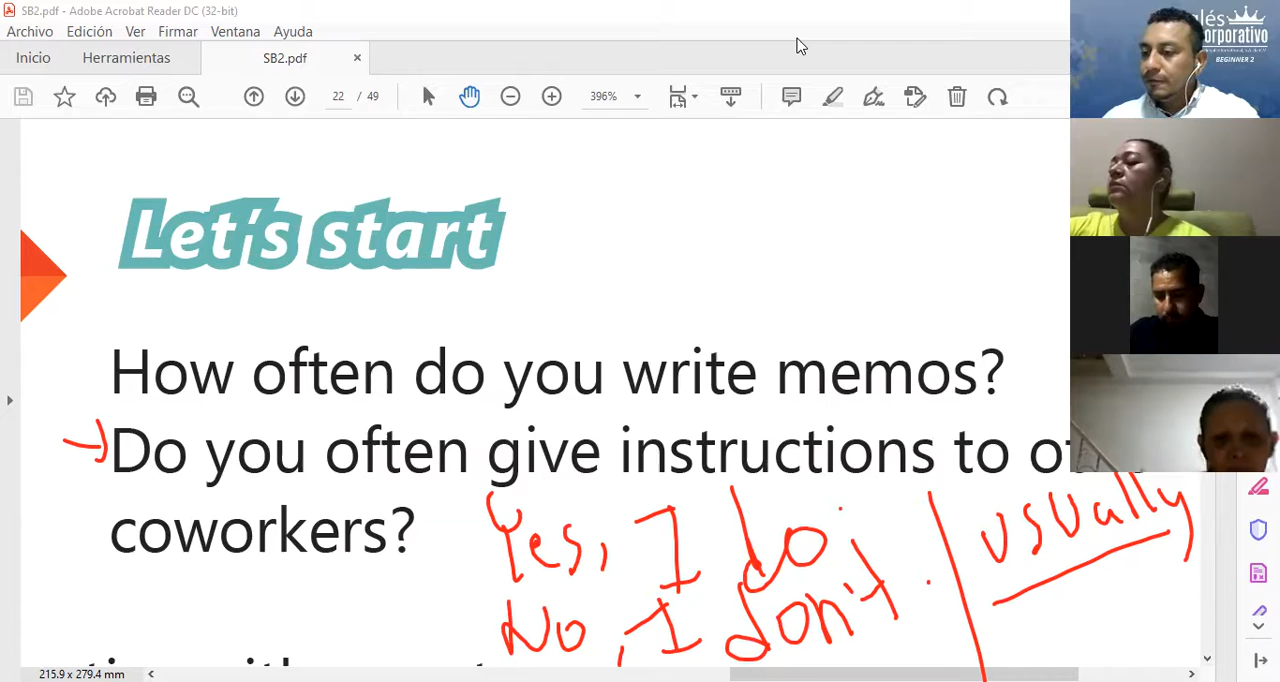 SB2.pdf - Adobe Acrobat Reader DC (32-bit)
Archivo Edición Ver Firmar Ventana Ayuda
Inicio Herramientas SB2.pdf
22 / 49 396%
BEGINNER 2
Let's start
How often do you write memos?
Do you often give instructions to
coworkers?
Yes, I do. usually
No, I don't.
215.9 x 279.4 mm